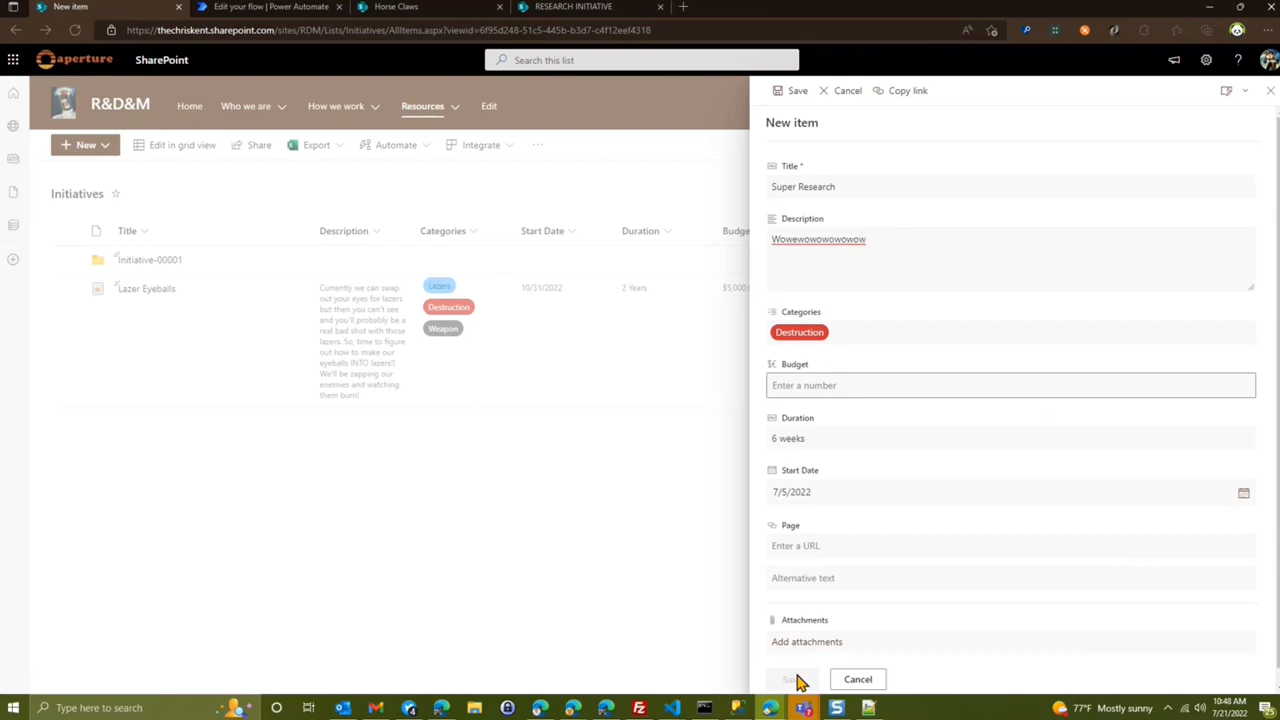 New item
Edit your flow | Power Automate
Horse Claws
RESEARCH INITIATIVE
https://thechriskent.sharepoint.com/sites/RDM/Lists/Initiatives/AllItems.aspx?viewid=6f95d248-51c5-445b-b3d7-c4f12eef4318
aperture
SharePoint
Search this list
R&D&M
Home
Who we are
How we work
Resources
Edit
New
Edit in grid view
Share
Export
Automate
Integrate
Initiatives
Title
Description
Categories
Start Date
Duration
Budge
Initiative-00001
Lazer Eyeballs
Currently we can swap
out your eyes for lazers
but then you can't see
and you'll probably be a
real bad shot with those
lazers. So, time to figure
out how to make our
eyeballs INTO lazers!!
We'll be zapping our
enemies and watching
them burn!
Lazers
Destruction
Weapon
10/31/2022
2 Years
$5,000,
Save
Cancel
Copy link
New item
Title *
Super Research
Description
Wowewowowowowow
Categories
Destruction
Budget
Enter a number
Duration
6 weeks
Start Date
7/5/2022
Page
Enter a URL
Alternative text
Attachments
Add attachments
Cancel
Type here to search
77°F Mostly sunny
10:48 AM
7/21/2022